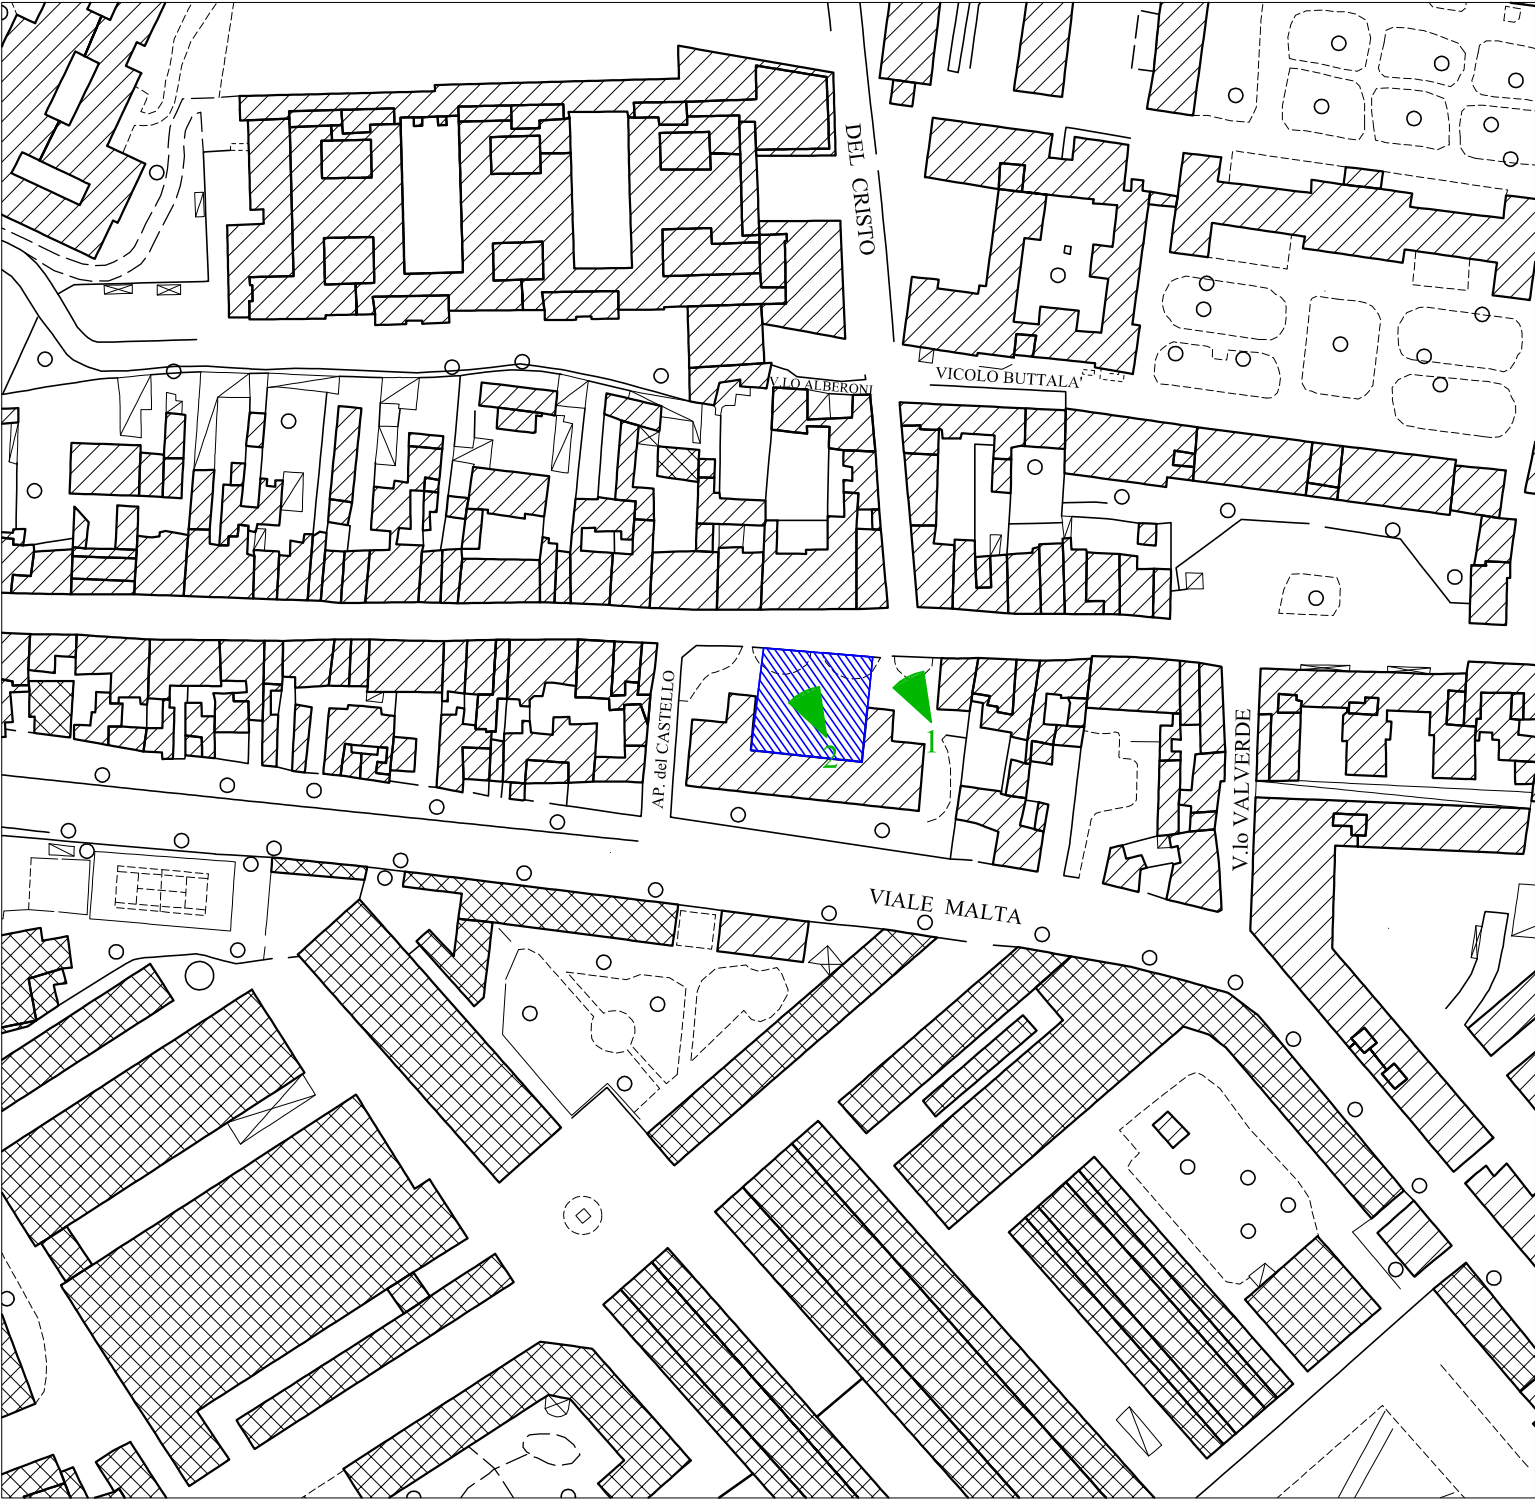 DEL CRISTO
V.LO ALBERONI
VICOLO BUTTALA'
AP. del CASTELLO
1
2
V.lo VALVERDE
VIALE MALTA